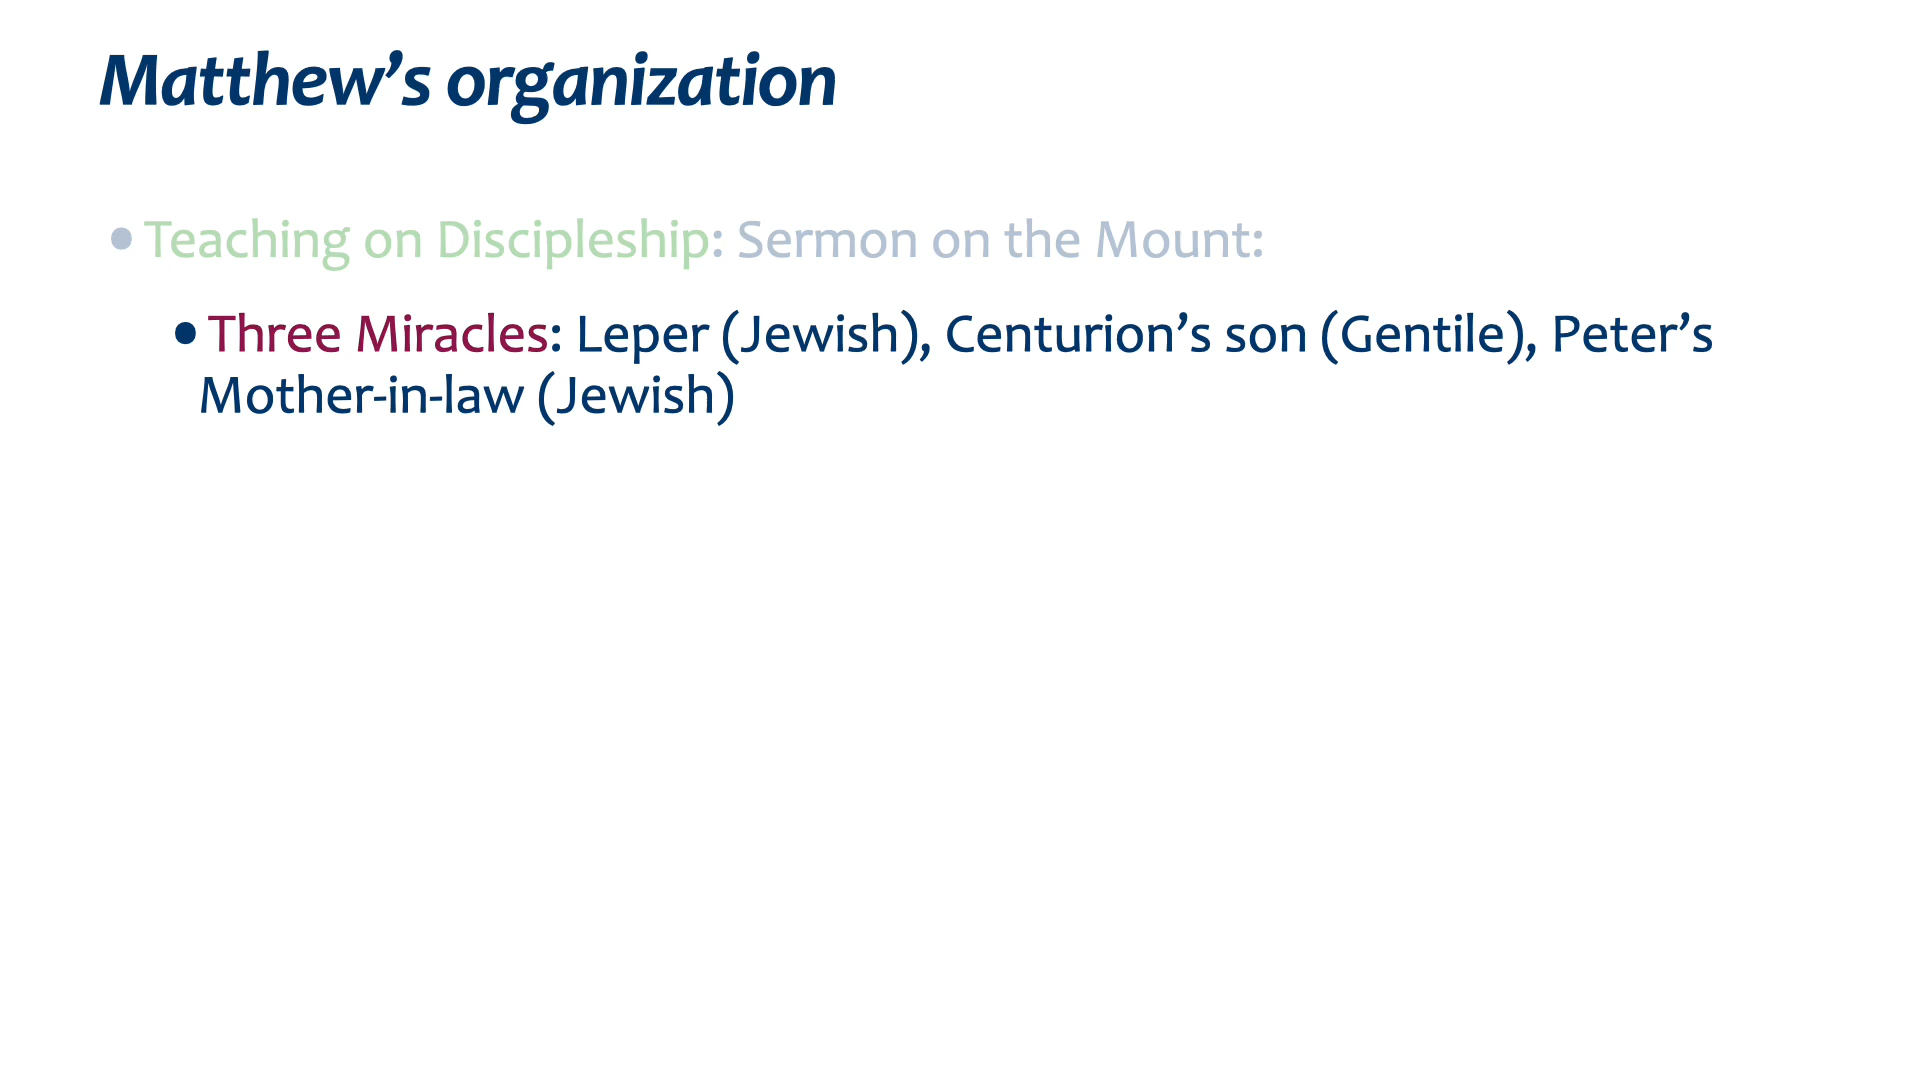 Matthew’s organization
• Teaching on Discipleship: Sermon on the Mount:
• Three Miracles: Leper (Jewish), Centurion’s son (Gentile), Peter’s
Mother-in-law (Jewish)